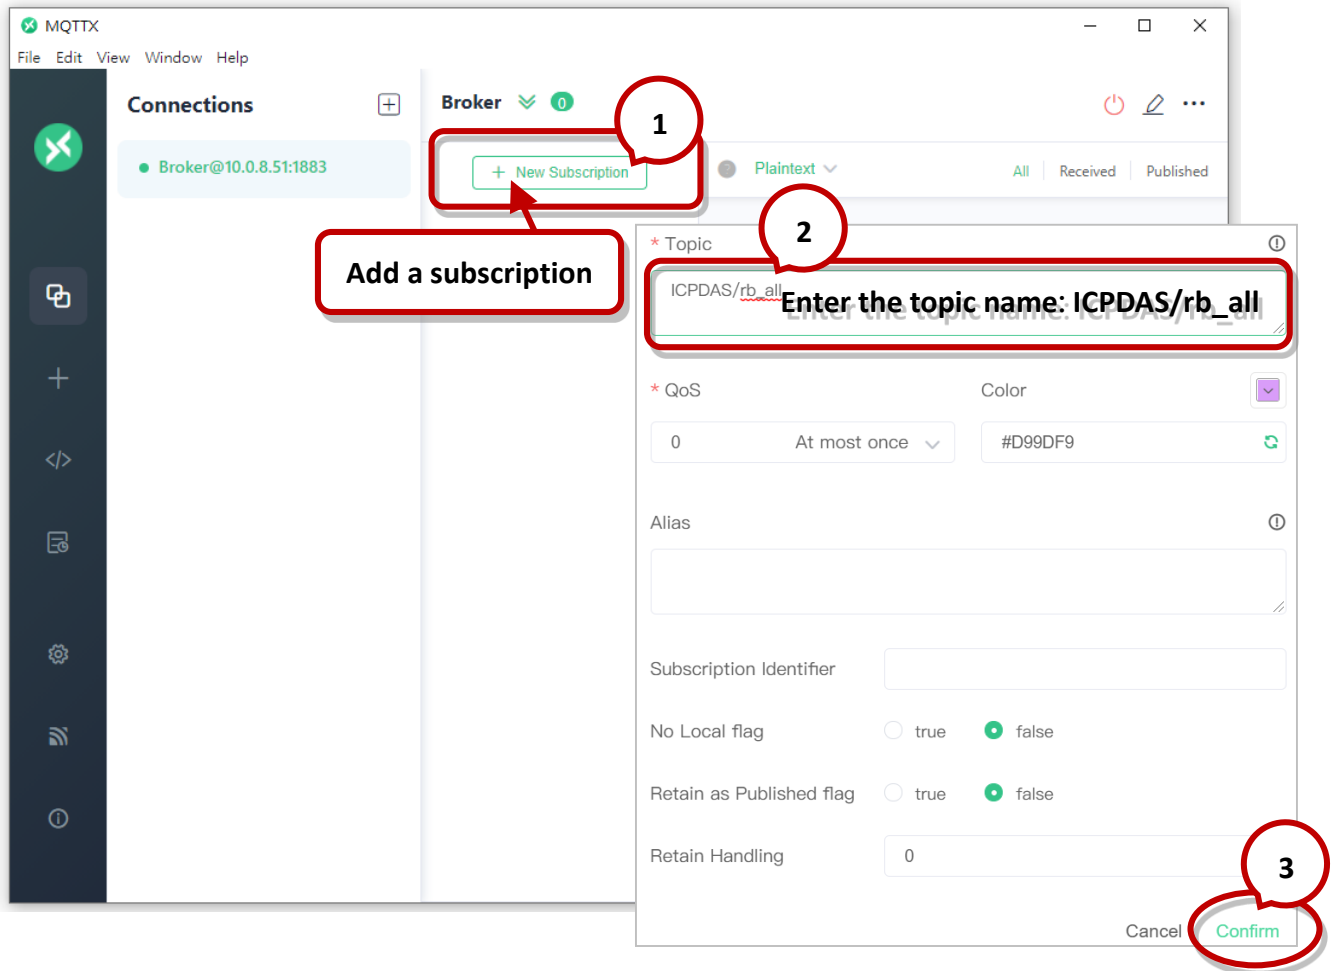 MQTTX
File Edit View Window Help
Connections
Broker 0
1
Broker@10.0.8.51:1883
+ New Subscription
Plaintext
All Received Published
Add a subscription
2
* Topic
ICPDAS/rb_all
Enter the topic name: ICPDAS/rb_all
* QoS
Color
0 At most once
#D99DF9
Alias
Subscription Identifier
No Local flag true false
Retain as Published flag true false
Retain Handling 0
3
Cancel Confirm